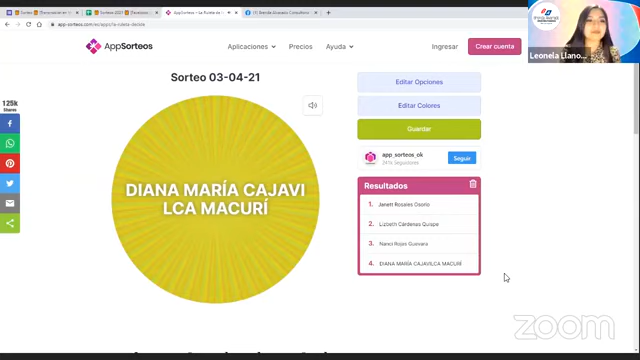 app-sorteos.com/es/apps/la-ruleta-decide
AppSorteos
Aplicaciones
Precios
Ayuda
Ingresar
Crear cuenta
Leonela Llano...
125k
Shares
Sorteo 03-04-21
DIANA MARÍA CAJAVI
LCA MACURÍ
Editar Opciones
Editar Colores
Guardar
app_sorteos_ok
Seguidores
Seguir
Resultados
1. Janett Rosales Osorio
2. Lizbeth Cárdenas Quispe
3. Nanci Rojas Guevara
4. DIANA MARÍA CAJAVILCA MACURÍ
zoom